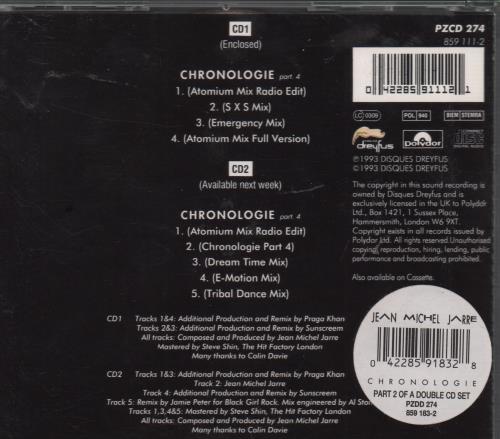 CD1
(Enclosed)
CHRONOLOGIE part. 4
1. (Atomium Mix Radio Edit)
2. (S X S Mix)
3. (Emergency Mix)
4. (Atomium Mix Full Version)
CD2
(Available next week)
CHRONOLOGIE part. 4
1. (Atomium Mix Radio Edit)
2. (Chronologie Part 4)
3. (Dream Time Mix)
4. (E-Motion Mix)
5. (Tribal Dance Mix)
CD1 Tracks 1&4: Additional Production and Remix by Praga Khan
Tracks 2&3: Additional Production and Remix by Sunscreem
All tracks: Composed and Produced by Jean Michel Jarre
Mastered by Steve Shin, The Hit Factory London
Many thanks to Colin Davie
CD2 Tracks 1&3: Additional Production and Remix by Praga Khan
Track 2: Jean Michel Jarre
Track 4: Additional Production and Remix by Sunscreem
Track 5: Remix by Jamie Peter for Black Girl Rock. Mix engineered by Al Ston
Tracks 1,3,4&5: Mastered by Steve Shin, The Hit Factory London
All tracks: Composed and Produced by Jean Michel Jarre
Many thanks to Colin Davie
PZCD 274
859 111-2
0 42285 91112 1
LC 0009
POL 940
BIEM STEMRA
dreyfus
Polydor
COMPACT
disc
DIGITAL AUDIO
℗1993 DISQUES DREYFUS
©1993 DISQUES DREYFUS
The copyright in this sound recording is
owned by Disques Dreyfus and is
exclusively licensed in the UK to Polydor
Ltd., Box 1421, 1 Sussex Place,
Hammersmith, London W6 9XT.
Copyright exists in all records issued by
Polydor Ltd. Any Unauthorised
copying, reproduction, hiring, lending, public
performance and broadcasting prohibited.
Also available on Cassette.
JEAN MICHEL JARRE
0 42285 91832 8
CHRONOLOGIE
PART 2 OF A DOUBLE CD SET
PZDD 274
859 183-2